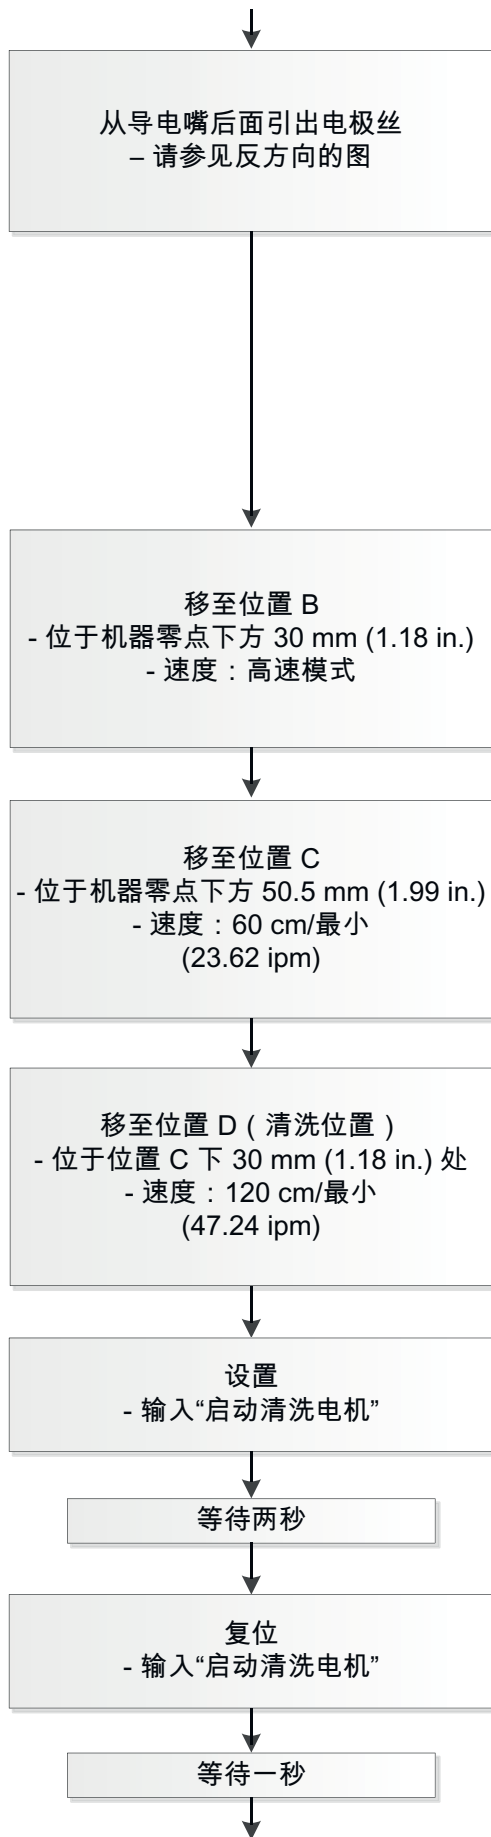 从导电嘴后面引出电极丝
– 请参见反方向的图
移至位置 B
- 位于机器零点下方 30 mm (1.18 in.)
- 速度：高速模式
移至位置 C
- 位于机器零点下方 50.5 mm (1.99 in.)
- 速度：60 cm/最小
(23.62 ipm)
移至位置 D（清洗位置）
- 位于位置 C 下 30 mm (1.18 in.) 处
- 速度：120 cm/最小
(47.24 ipm)
设置
- 输入“启动清洗电机”
等待两秒
复位
- 输入“启动清洗电机”
等待一秒